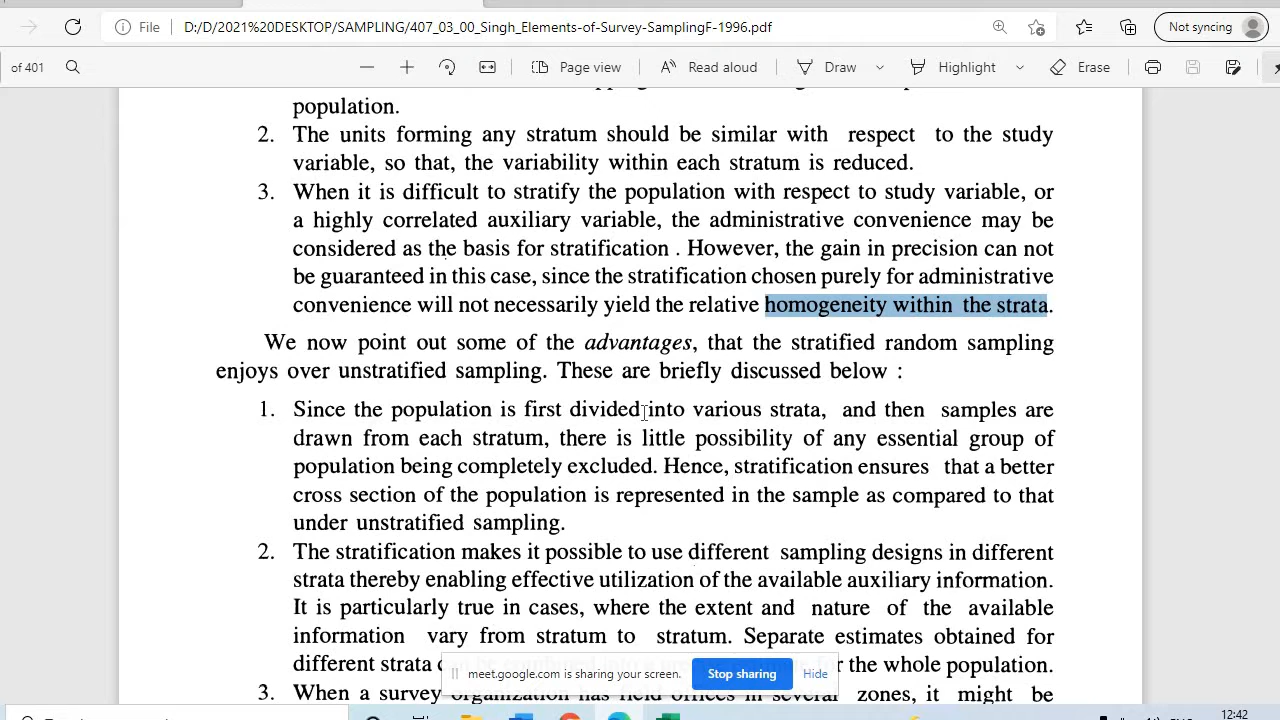 File D:/D/2021%20DESKTOP/SAMPLING/407_03_00_Singh_Elements-of-Survey-SamplingF-1996.pdf Not syncing
of 401 Page view Read aloud Draw Highlight Erase
population.
2. The units forming any stratum should be similar with respect to the study
variable, so that, the variability within each stratum is reduced.
3. When it is difficult to stratify the population with respect to study variable, or
a highly correlated auxiliary variable, the administrative convenience may be
considered as the basis for stratification . However, the gain in precision can not
be guaranteed in this case, since the stratification chosen purely for administrative
convenience will not necessarily yield the relative homogeneity within the strata.
We now point out some of the advantages, that the stratified random sampling
enjoys over unstratified sampling. These are briefly discussed below :
1. Since the population is first divided into various strata, and then samples are
drawn from each stratum, there is little possibility of any essential group of
population being completely excluded. Hence, stratification ensures that a better
cross section of the population is represented in the sample as compared to that
under unstratified sampling.
2. The stratification makes it possible to use different sampling designs in different
strata thereby enabling effective utilization of the available auxiliary information.
It is particularly true in cases, where the extent and nature of the available
information vary from stratum to stratum. Separate estimates obtained for
different strata the whole population.
meet.google.com is sharing your screen. Stop sharing Hide
3. When a survey organization has field offices in several zones, it might be
12:42